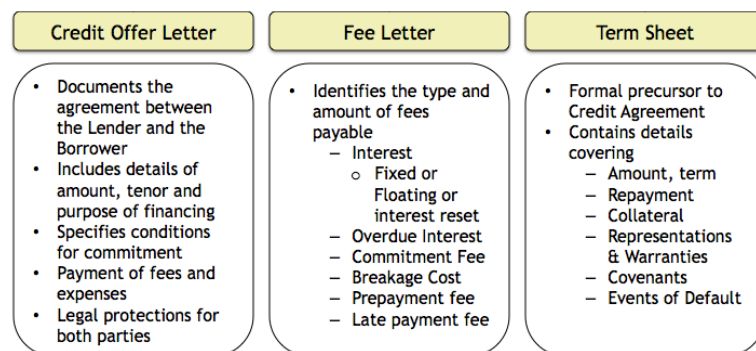 Credit Offer Letter
• Documents the
agreement between
the Lender and the
Borrower
• Includes details of
amount, tenor and
purpose of financing
• Specifies conditions
for commitment
• Payment of fees and
expenses
• Legal protections for
both parties
Fee Letter
• Identifies the type and
amount of fees
payable
– Interest
o Fixed or
Floating or
interest reset
– Overdue Interest
– Commitment Fee
– Breakage Cost
– Prepayment fee
– Late payment fee
Term Sheet
• Formal precursor to
Credit Agreement
• Contains details
covering
– Amount, term
– Repayment
– Collateral
– Representations
& Warranties
– Covenants
– Events of Default